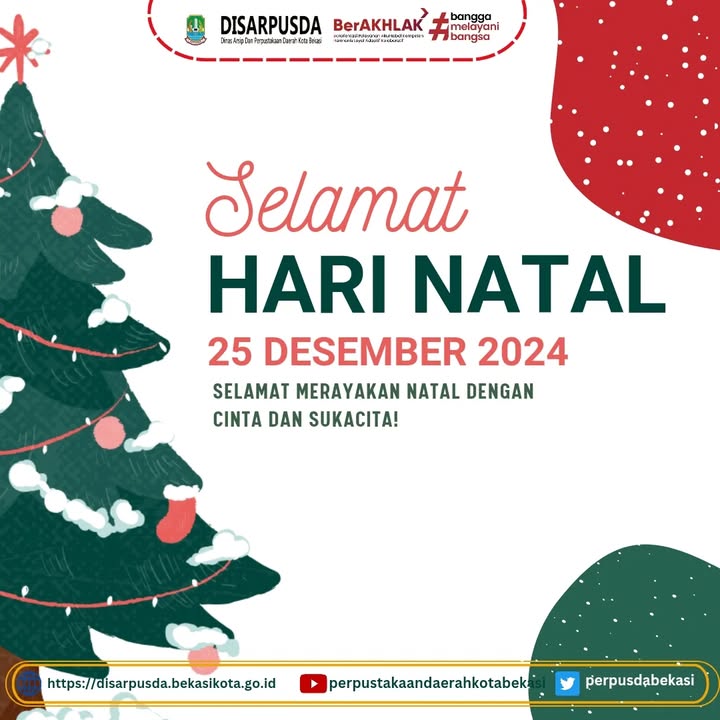 DISARPUSDA
Dinas Arsip Dan Perpustakaan Daerah Kota Bekasi
BerAKHLAK
#bangga
melayani
bangsa
Selamat
HARI NATAL
25 DESEMBER 2024
SELAMAT MERAYAKAN NATAL DENGAN
CINTA DAN SUKACITA!
https://disarpusda.bekasikota.go.id
perpustakaandaerahkotabekasi
perpusdabekasi